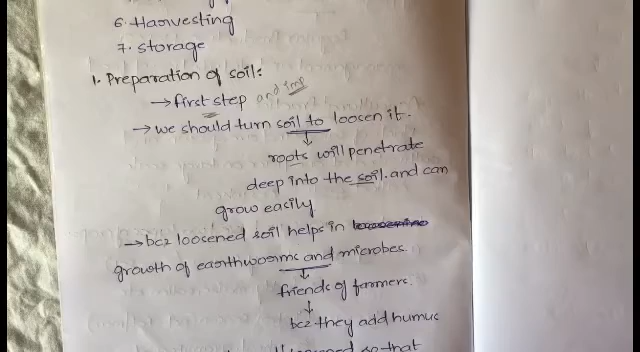 6. Harvesting
7. storage
1. Preparation of soil:
→ first step and imp
→ we should turn soil to loosen it.
↓
roots will penetrate
deep into the soil. and can
grow easily
→ bcz loosened soil helps in
growth of earthworms and microbes.
↓
friends of farmers.
↓
bcz they add humus
so that